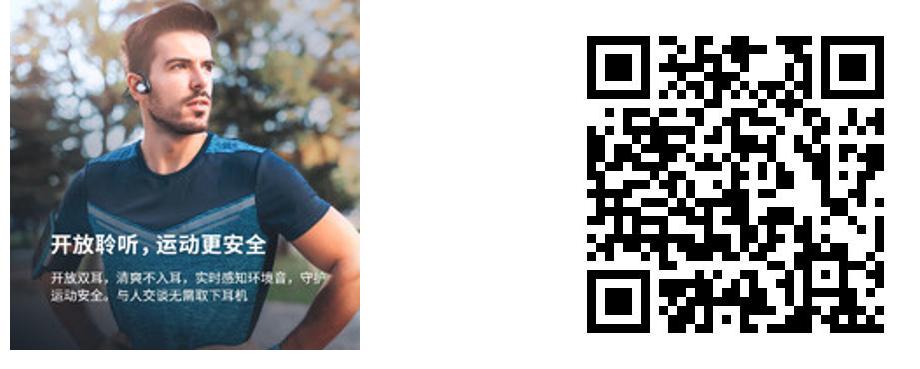 开放聆听，运动更安全
开放双耳，清爽不入耳，实时感知环境音，守护
运动安全。与人交谈无需取下耳机